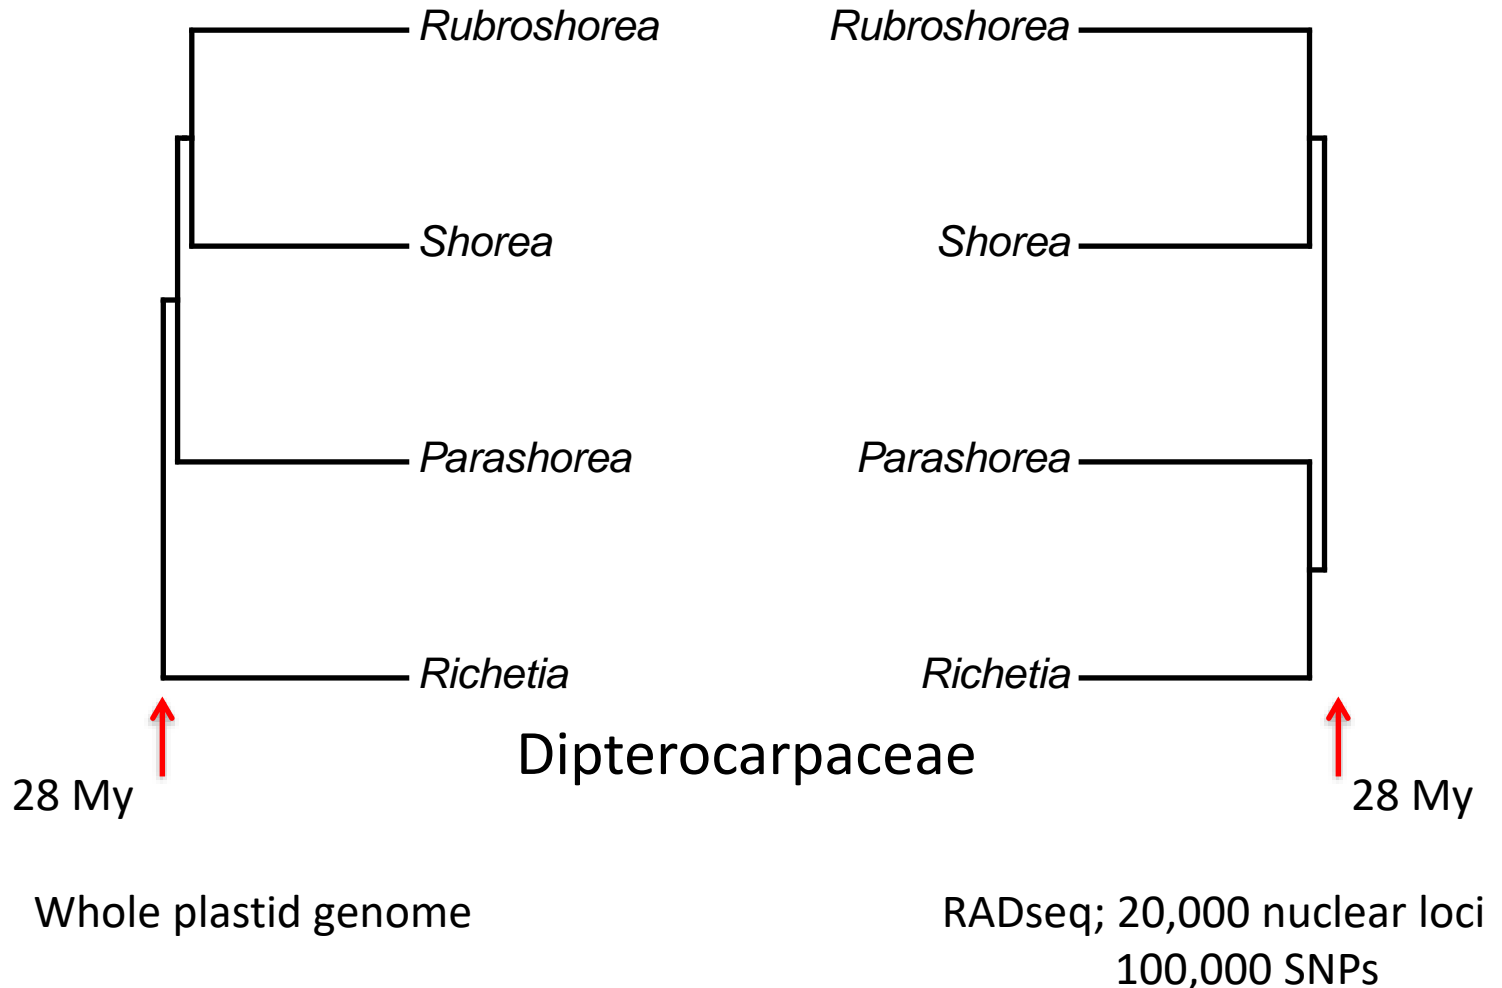 Rubroshorea
Rubroshorea
Shorea
Shorea
Parashorea
Parashorea
Richetia
Richetia
Dipterocarpaceae
28 My
28 My
Whole plastid genome
RADseq; 20,000 nuclear loci
100,000 SNPs